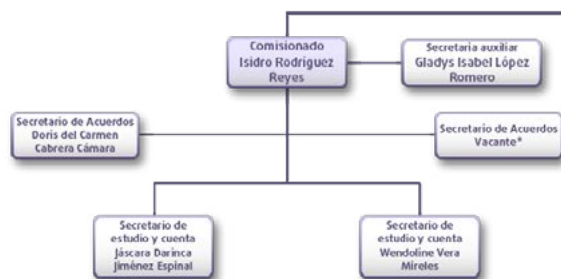 Comisionado
Isidro Rodríguez
Reyes
Secretaria auxiliar
Gladys Isabel López
Romero
Secretario de Acuerdos
Doris del Carmen
Cabrera Cámara
Secretario de Acuerdos
Vacante*
Secretario de
estudio y cuenta
Jáscara Darinca
Jiménez Espinal
Secretario de
estudio y cuenta
Wendoline Vera
Mireles